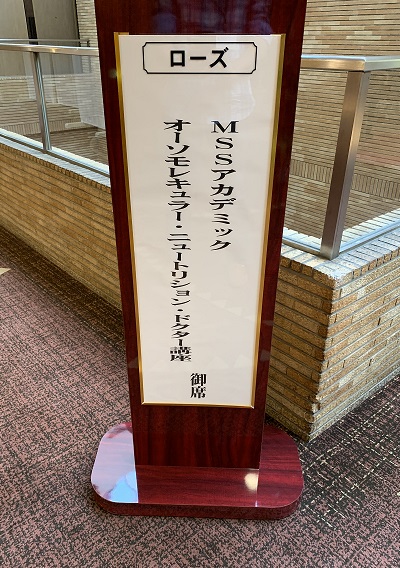 ローズ
MSSアカデミック
オーソモレキュラー・ニュートリション・ドクター講座
御席